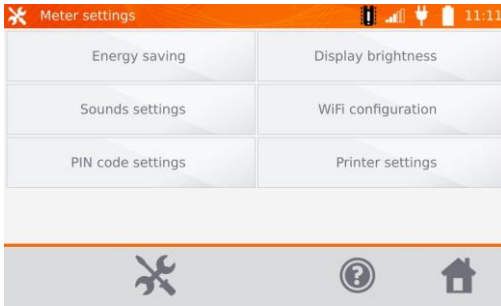 Meter settings 11:11
Energy saving Display brightness
Sounds settings WiFi configuration
PIN code settings Printer settings
?